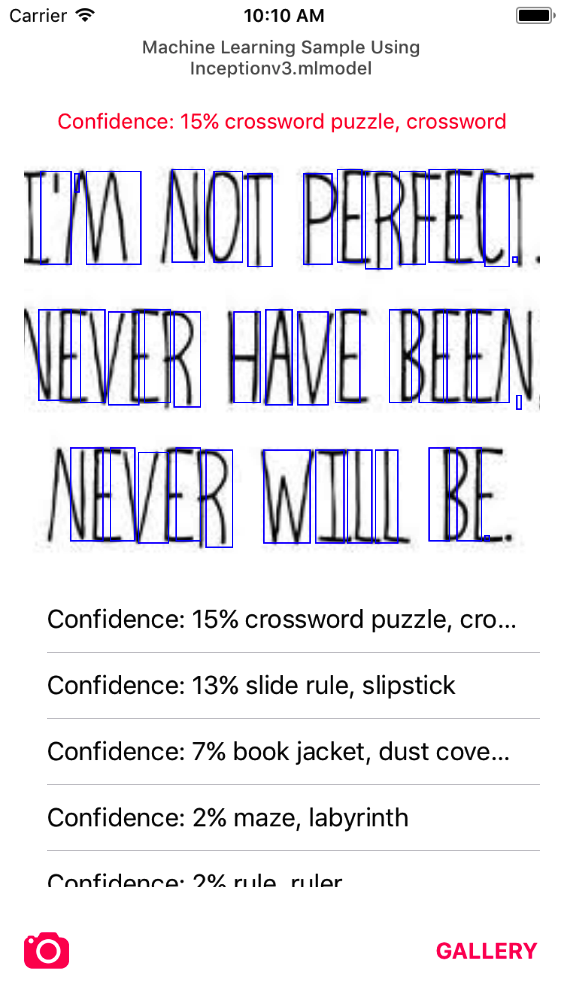 Carrier 10:10 AM
Machine Learning Sample Using
Inceptionv3.mlmodel
Confidence: 15% crossword puzzle, crossword
I'M NOT PERFECT.
NEVER HAVE BEEN,
NEVER WILL BE.
Confidence: 15% crossword puzzle, cro...
Confidence: 13% slide rule, slipstick
Confidence: 7% book jacket, dust cove...
Confidence: 2% maze, labyrinth
Confidence: 2% rule, ruler
GALLERY